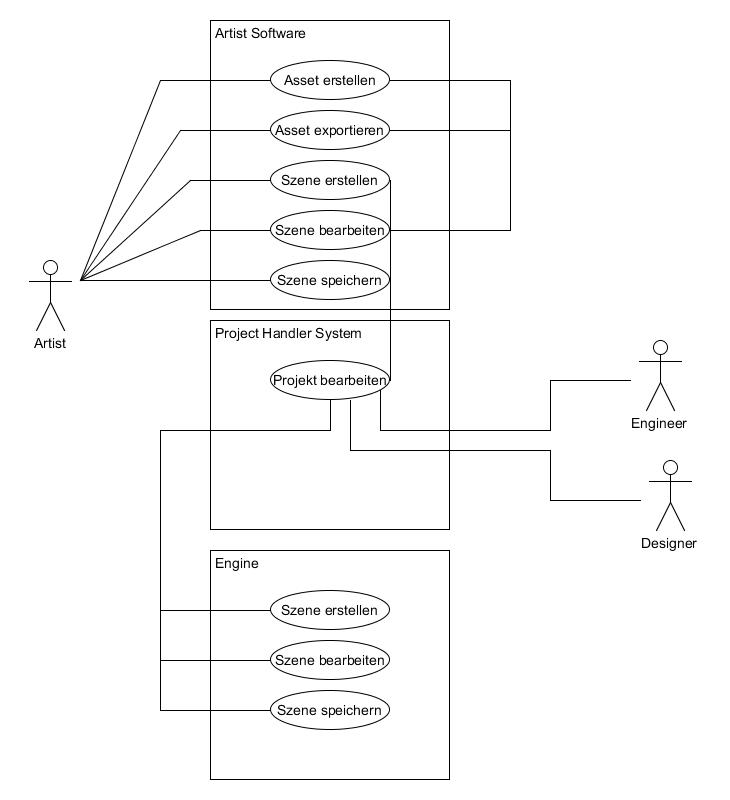 Artist Software
Asset erstellen
Asset exportieren
Szene erstellen
Szene bearbeiten
Szene speichern
Artist
Project Handler System
Projekt bearbeiten
Engineer
Designer
Engine
Szene erstellen
Szene bearbeiten
Szene speichern